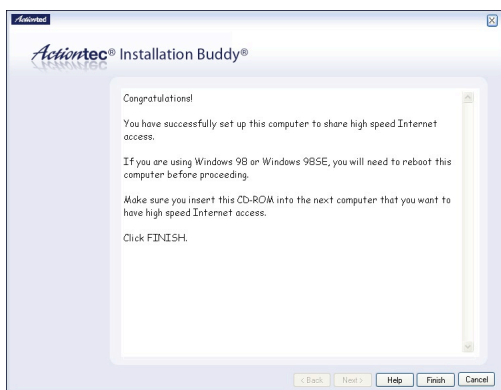 Actiontec
Actiontec® Installation Buddy®
Congratulations!
You have successfully set up this computer to share high speed Internet
access.
If you are using Windows 98 or Windows 98SE, you will need to reboot this
computer before proceeding.
Make sure you insert this CD-ROM into the next computer that you want to
have high speed Internet access.
Click FINISH.
< Back Next > Help Finish Cancel